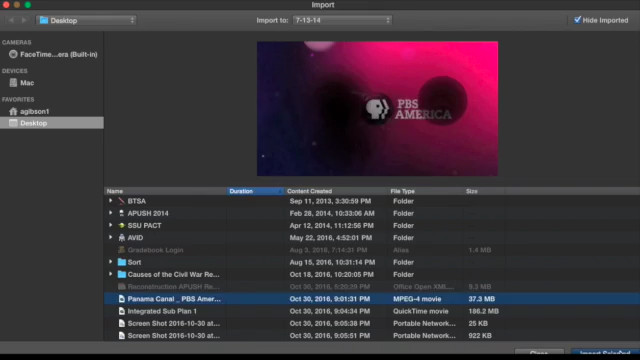 Import
Desktop Import to: 7-13-14 Hide Imported
CAMERAS
FaceTime...era (Built-in)
DEVICES
Mac
FAVORITES
agibson1
Desktop
PBS
AMERICA
Name Duration Content Created File Type Size
BTSA Sep 11, 2013, 3:30:59 PM Folder
APUSH 2014 Feb 28, 2014, 10:33:06 AM Folder
SSU PACT Apr 12, 2014, 11:12:56 PM Folder
AVID May 22, 2016, 4:52:01 PM Folder
Gradebook Login Aug 3, 2016, 7:14:21 PM Alias 1.4 MB
Sort Aug 15, 2016, 10:31:14 PM Folder
Causes of the Civil War Re... Oct 18, 2016, 10:20:05 PM Folder
Reconstruction APUSH Re... Oct 30, 2016, 0:20:29 PM Office Open XML... 9.3 MB
Panama Canal _ PBS Amer... Oct 30, 2016, 9:01:31 PM MPEG-4 movie 37.3 MB
Integrated Sub Plan 1 Oct 30, 2016, 9:04:34 PM QuickTime movie 186.2 MB
Screen Shot 2016-10-30 at... Oct 30, 2016, 9:05:38 PM Portable Network... 25 KB
Screen Shot 2016-10-30 at... Oct 30, 2016, 9:05:51 PM Portable Network... 922 KB
Close Import Selected